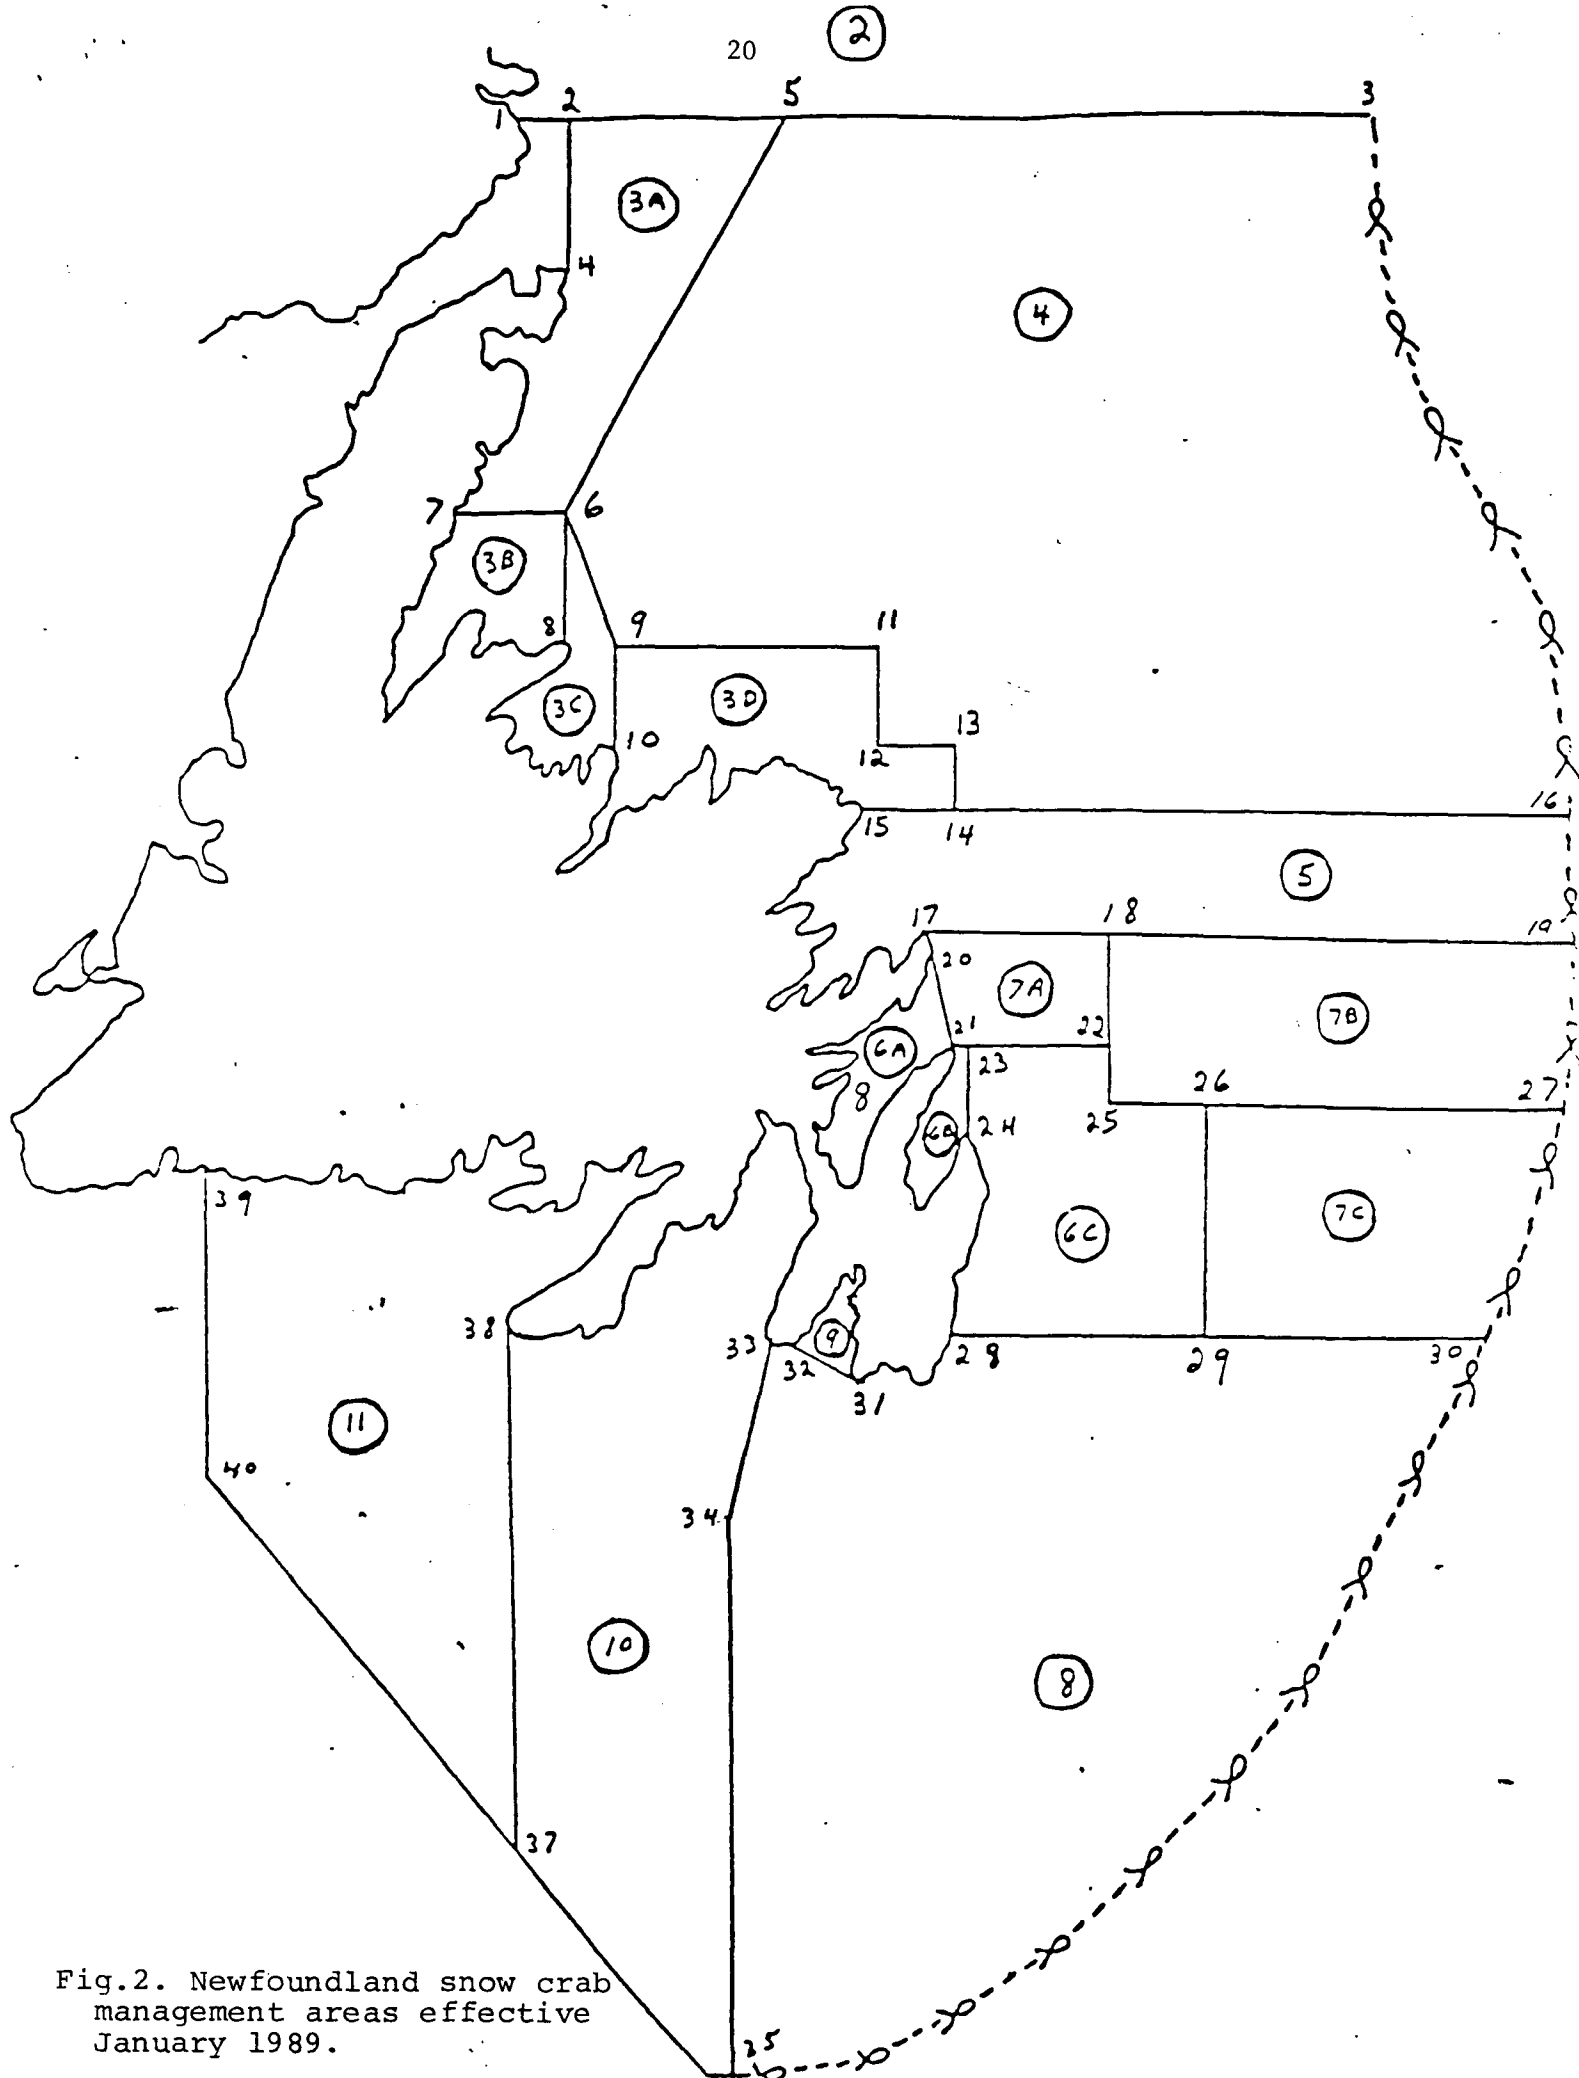 20
2
1 2 5 3
3A
4
4
7 6
3B
8 9 11
3C 3D
10 12 13
15 14 16
5
17 18 19
20
7A 7B
21 22
6A
23
8 26 27
6B 24 25
39 6C 7C
38 33 9 28 29 30
32
31
11
40
34
10 8
37
35
Fig.2. Newfoundland snow crab
management areas effective
January 1989.